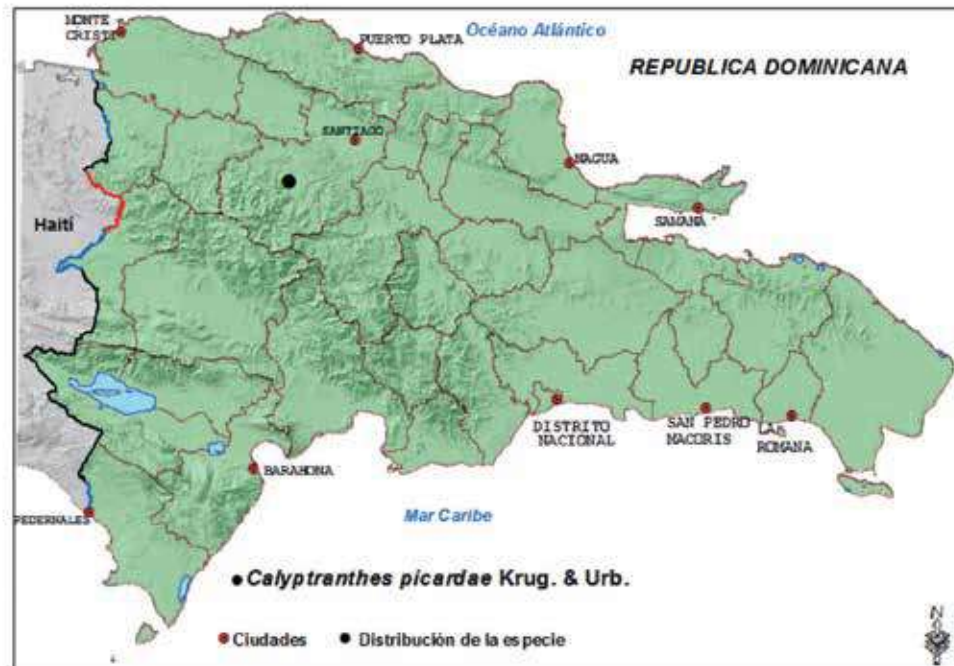 MONTE
CRISTI
PUERTO PLATA
Océano Atlántico
REPUBLICA DOMINICANA
SANTIAGO
NAGUA
SAMANA
Haití
DISTRITO
NACIONAL
SAN PEDRO
MACORIS
LA
ROMANA
BARAHONA
PEDERNALES
Mar Caribe
Calyptranthes picardae Krug. & Urb.
Ciudades
Distribución de la especie
N